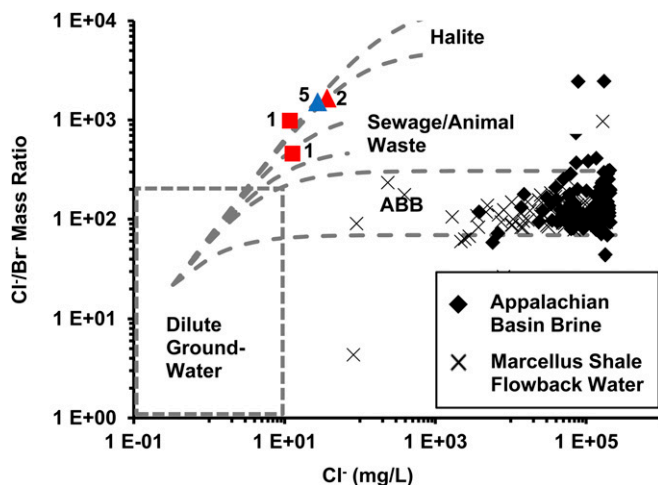 1 E+04
Halite
5
2
1
1 E+03
Sewage/Animal
Waste
1
Cl-/Br- Mass Ratio
1 E+02
ABB
1 E+01
Dilute
Ground-
Water
Appalachian
Basin Brine
Marcellus Shale
Flowback Water
1 E+00
1 E-01
1 E+01
1 E+03
1 E+05
Cl- (mg/L)